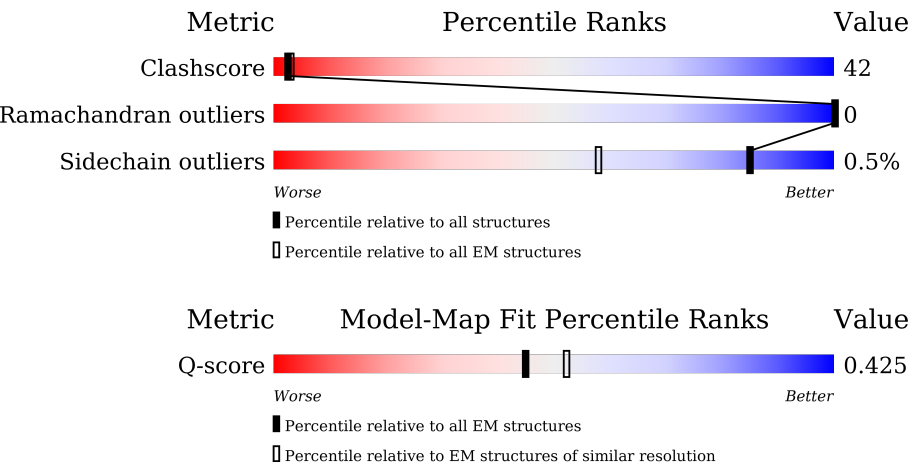 Metric Percentile Ranks Value
Clashscore 42
Ramachandran outliers 0
Sidechain outliers 0.5%
Worse Better
Percentile relative to all structures
Percentile relative to all EM structures
Metric Model-Map Fit Percentile Ranks Value
Q-score 0.425
Worse Better
Percentile relative to all EM structures
Percentile relative to EM structures of similar resolution